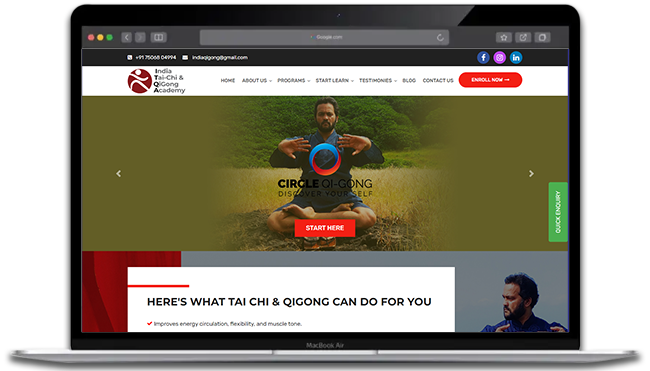 Google.com
+91 75068 04994 indiaqigong@gmail.com
India
Tai-Chi &
QiGong
Academy
HOME ABOUT US PROGRAMS START LEARN TESTIMONIES BLOG CONTACT US ENROLL NOW
CIRCLE QI-GONG
DISCOVER YOUR SELF
START HERE
QUICK ENQUIRY
HERE'S WHAT TAI CHI & QIGONG CAN DO FOR YOU
Improves energy circulation, flexibility, and muscle tone.
MacBook Air